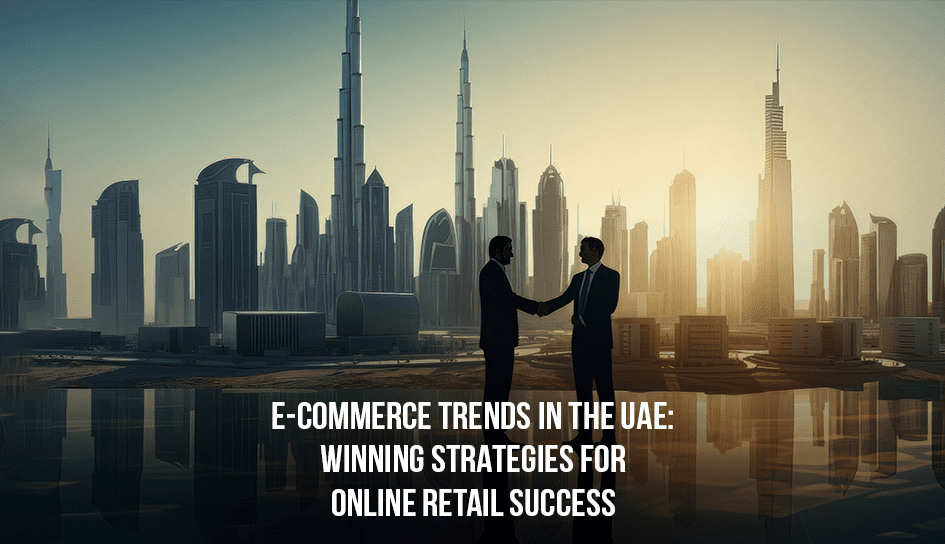 E-COMMERCE TRENDS IN THE UAE:
WINNING STRATEGIES FOR
ONLINE RETAIL SUCCESS